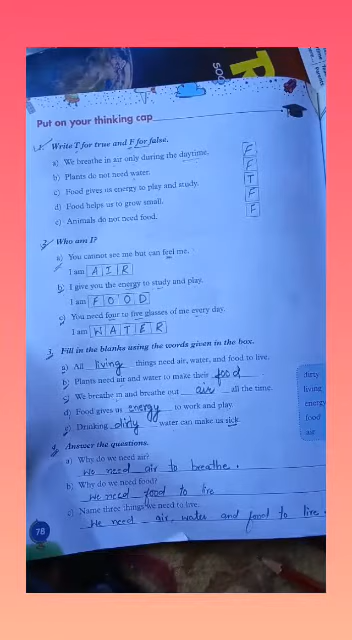 Put on your thinking cap
1. Write T for true and F for false.
a) We breathe in air only during the daytime. F
b) Plants do not need water. F
c) Food gives us energy to play and study. T
d) Food helps us to grow small. F
e) Animals do not need food. F
2. Who am I?
a) You cannot see me but can feel me.
I am A I R
b) I give you the energy to study and play.
I am F O O D
c) You need four to five glasses of me every day.
I am W A T E R
3. Fill in the blanks using the words given in the box.
a) All living things need air, water, and food to live.
b) Plants need air and water to make their food.
c) We breathe in and breathe out air all the time.
d) Food gives us energy to work and play.
e) Drinking dirty water can make us sick.
dirty
living
energy
food
air
4. Answer the questions.
a) Why do we need air?
We need air to breathe.
b) Why do we need food?
We need food to live
c) Name three things we need to live.
We need air, water and food to live.
78